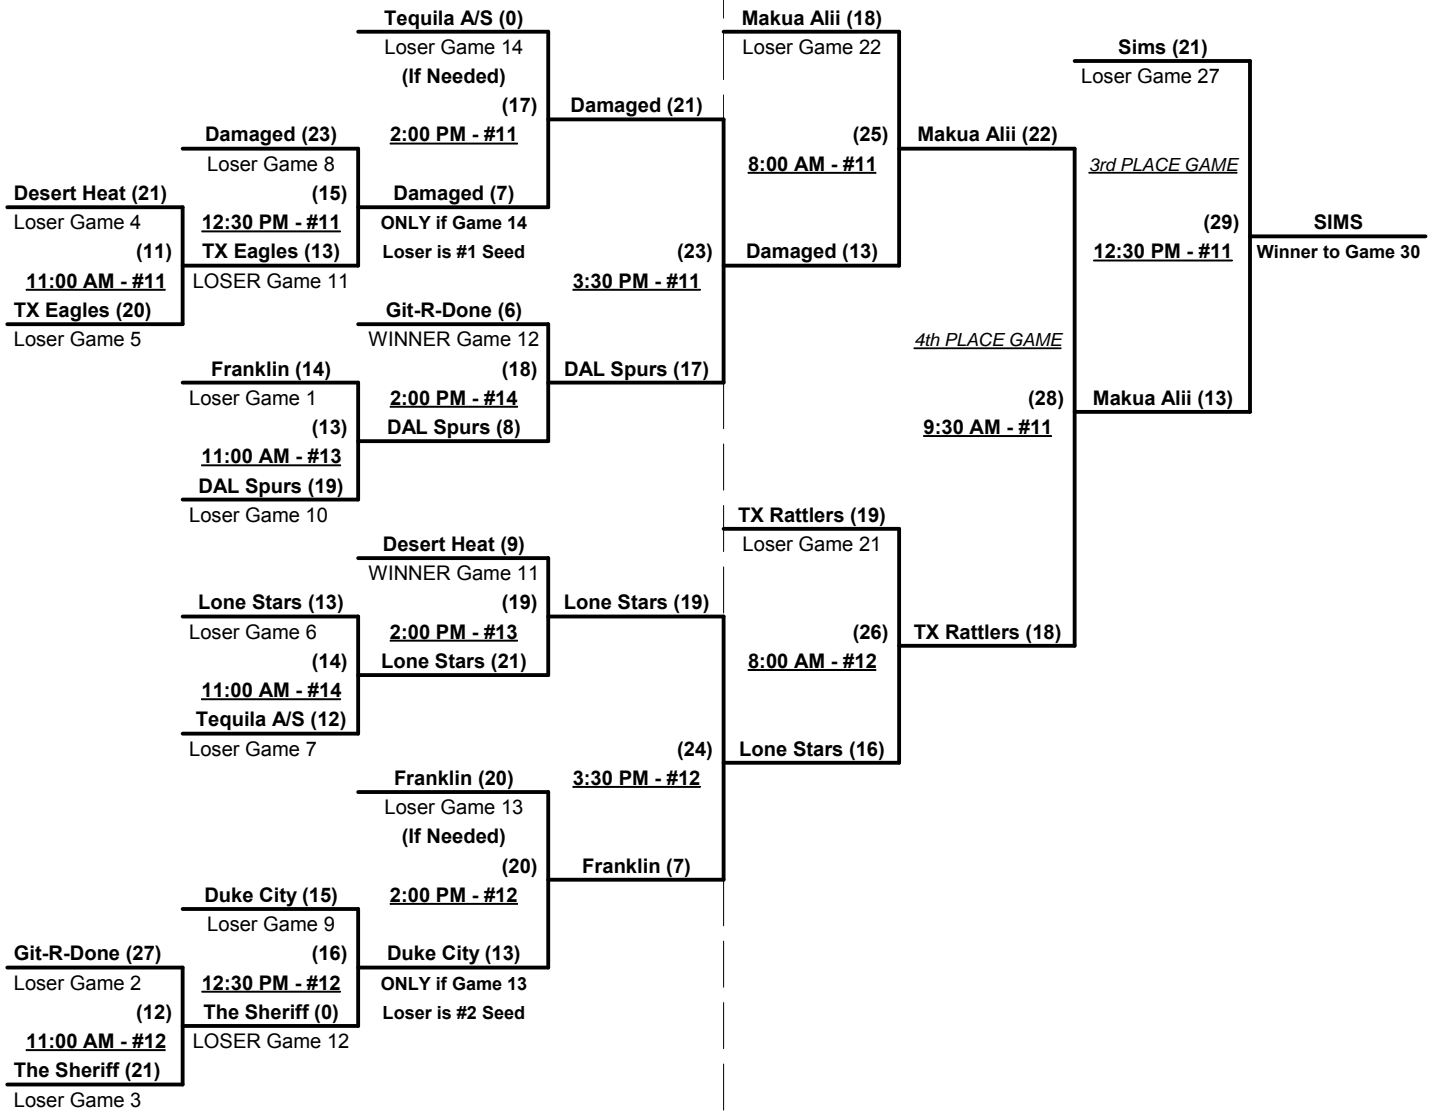 Tequila A/S (0)
Loser Game 14
(If Needed)
(17)
2:00 PM - #11
Damaged (23)
Loser Game 8
(15)
12:30 PM - #11
Desert Heat (21)
Loser Game 4
(11)
11:00 AM - #11
TX Eagles (20)
Loser Game 5
TX Eagles (13)
LOSER Game 11
Damaged (7)
ONLY if Game 14
Loser is #1 Seed
Damaged (21)
(23)
3:30 PM - #11
Git-R-Done (6)
WINNER Game 12
(18)
2:00 PM - #14
DAL Spurs (8)
DAL Spurs (17)
Franklin (14)
Loser Game 1
(13)
11:00 AM - #13
DAL Spurs (19)
Loser Game 10
Desert Heat (9)
WINNER Game 11
(19)
2:00 PM - #13
Lone Stars (21)
Lone Stars (13)
Loser Game 6
(14)
11:00 AM - #14
Tequila A/S (12)
Loser Game 7
Lone Stars (19)
(24)
3:30 PM - #12
Franklin (20)
Loser Game 13
(If Needed)
(20)
2:00 PM - #12
Franklin (7)
Duke City (15)
Loser Game 9
(16)
12:30 PM - #12
The Sheriff (0)
LOSER Game 12
Duke City (13)
ONLY if Game 13
Loser is #2 Seed
Git-R-Done (27)
Loser Game 2
(12)
11:00 AM - #12
The Sheriff (21)
Loser Game 3
Makua Alii (18)
Loser Game 22
(25)
8:00 AM - #11
Damaged (13)
Makua Alii (22)
4th PLACE GAME
(28)
9:30 AM - #11
TX Rattlers (19)
Loser Game 21
(26)
8:00 AM - #12
Lone Stars (16)
TX Rattlers (18)
Sims (21)
Loser Game 27
3rd PLACE GAME
(29)
12:30 PM - #11
Makua Alii (13)
SIMS
Winner to Game 30